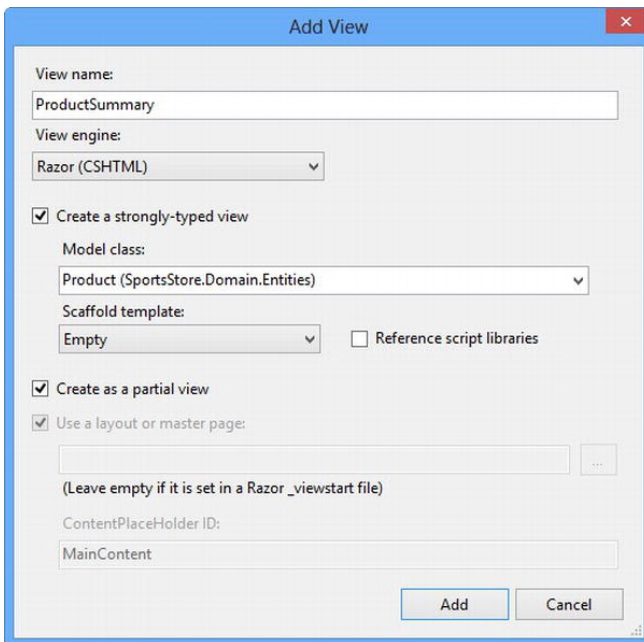 Add View
View name:
ProductSummary
View engine:
Razor (CSHTML)
Create a strongly-typed view
Model class:
Product (SportsStore.Domain.Entities)
Scaffold template:
Empty
Reference script libraries
Create as a partial view
Use a layout or master page:
...
(Leave empty if it is set in a Razor _viewstart file)
ContentPlaceHolder ID:
MainContent
Add
Cancel